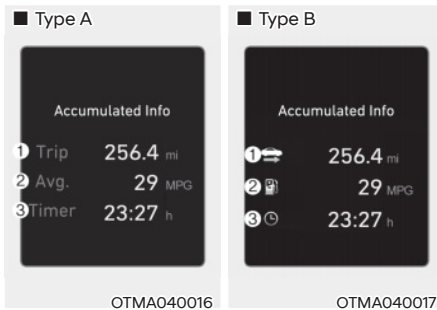 ■ Type A
Accumulated Info
① Trip 256.4 mi
② Avg. 29 MPG
③ Timer 23:27 h
OTMA040016
■ Type B
Accumulated Info
① 256.4 mi
② 29 MPG
③ 23:27 h
OTMA040017